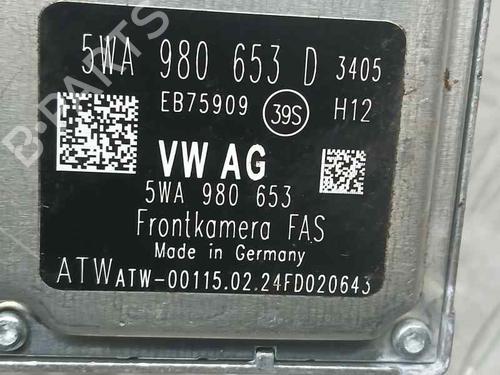 5WA 980 653 D 3405
EB75909 39S H12
VW AG
5WA 980 653
Frontkamera FAS
Made in Germany
ATW ATW-00115.02.24FD020643
B-PARTS